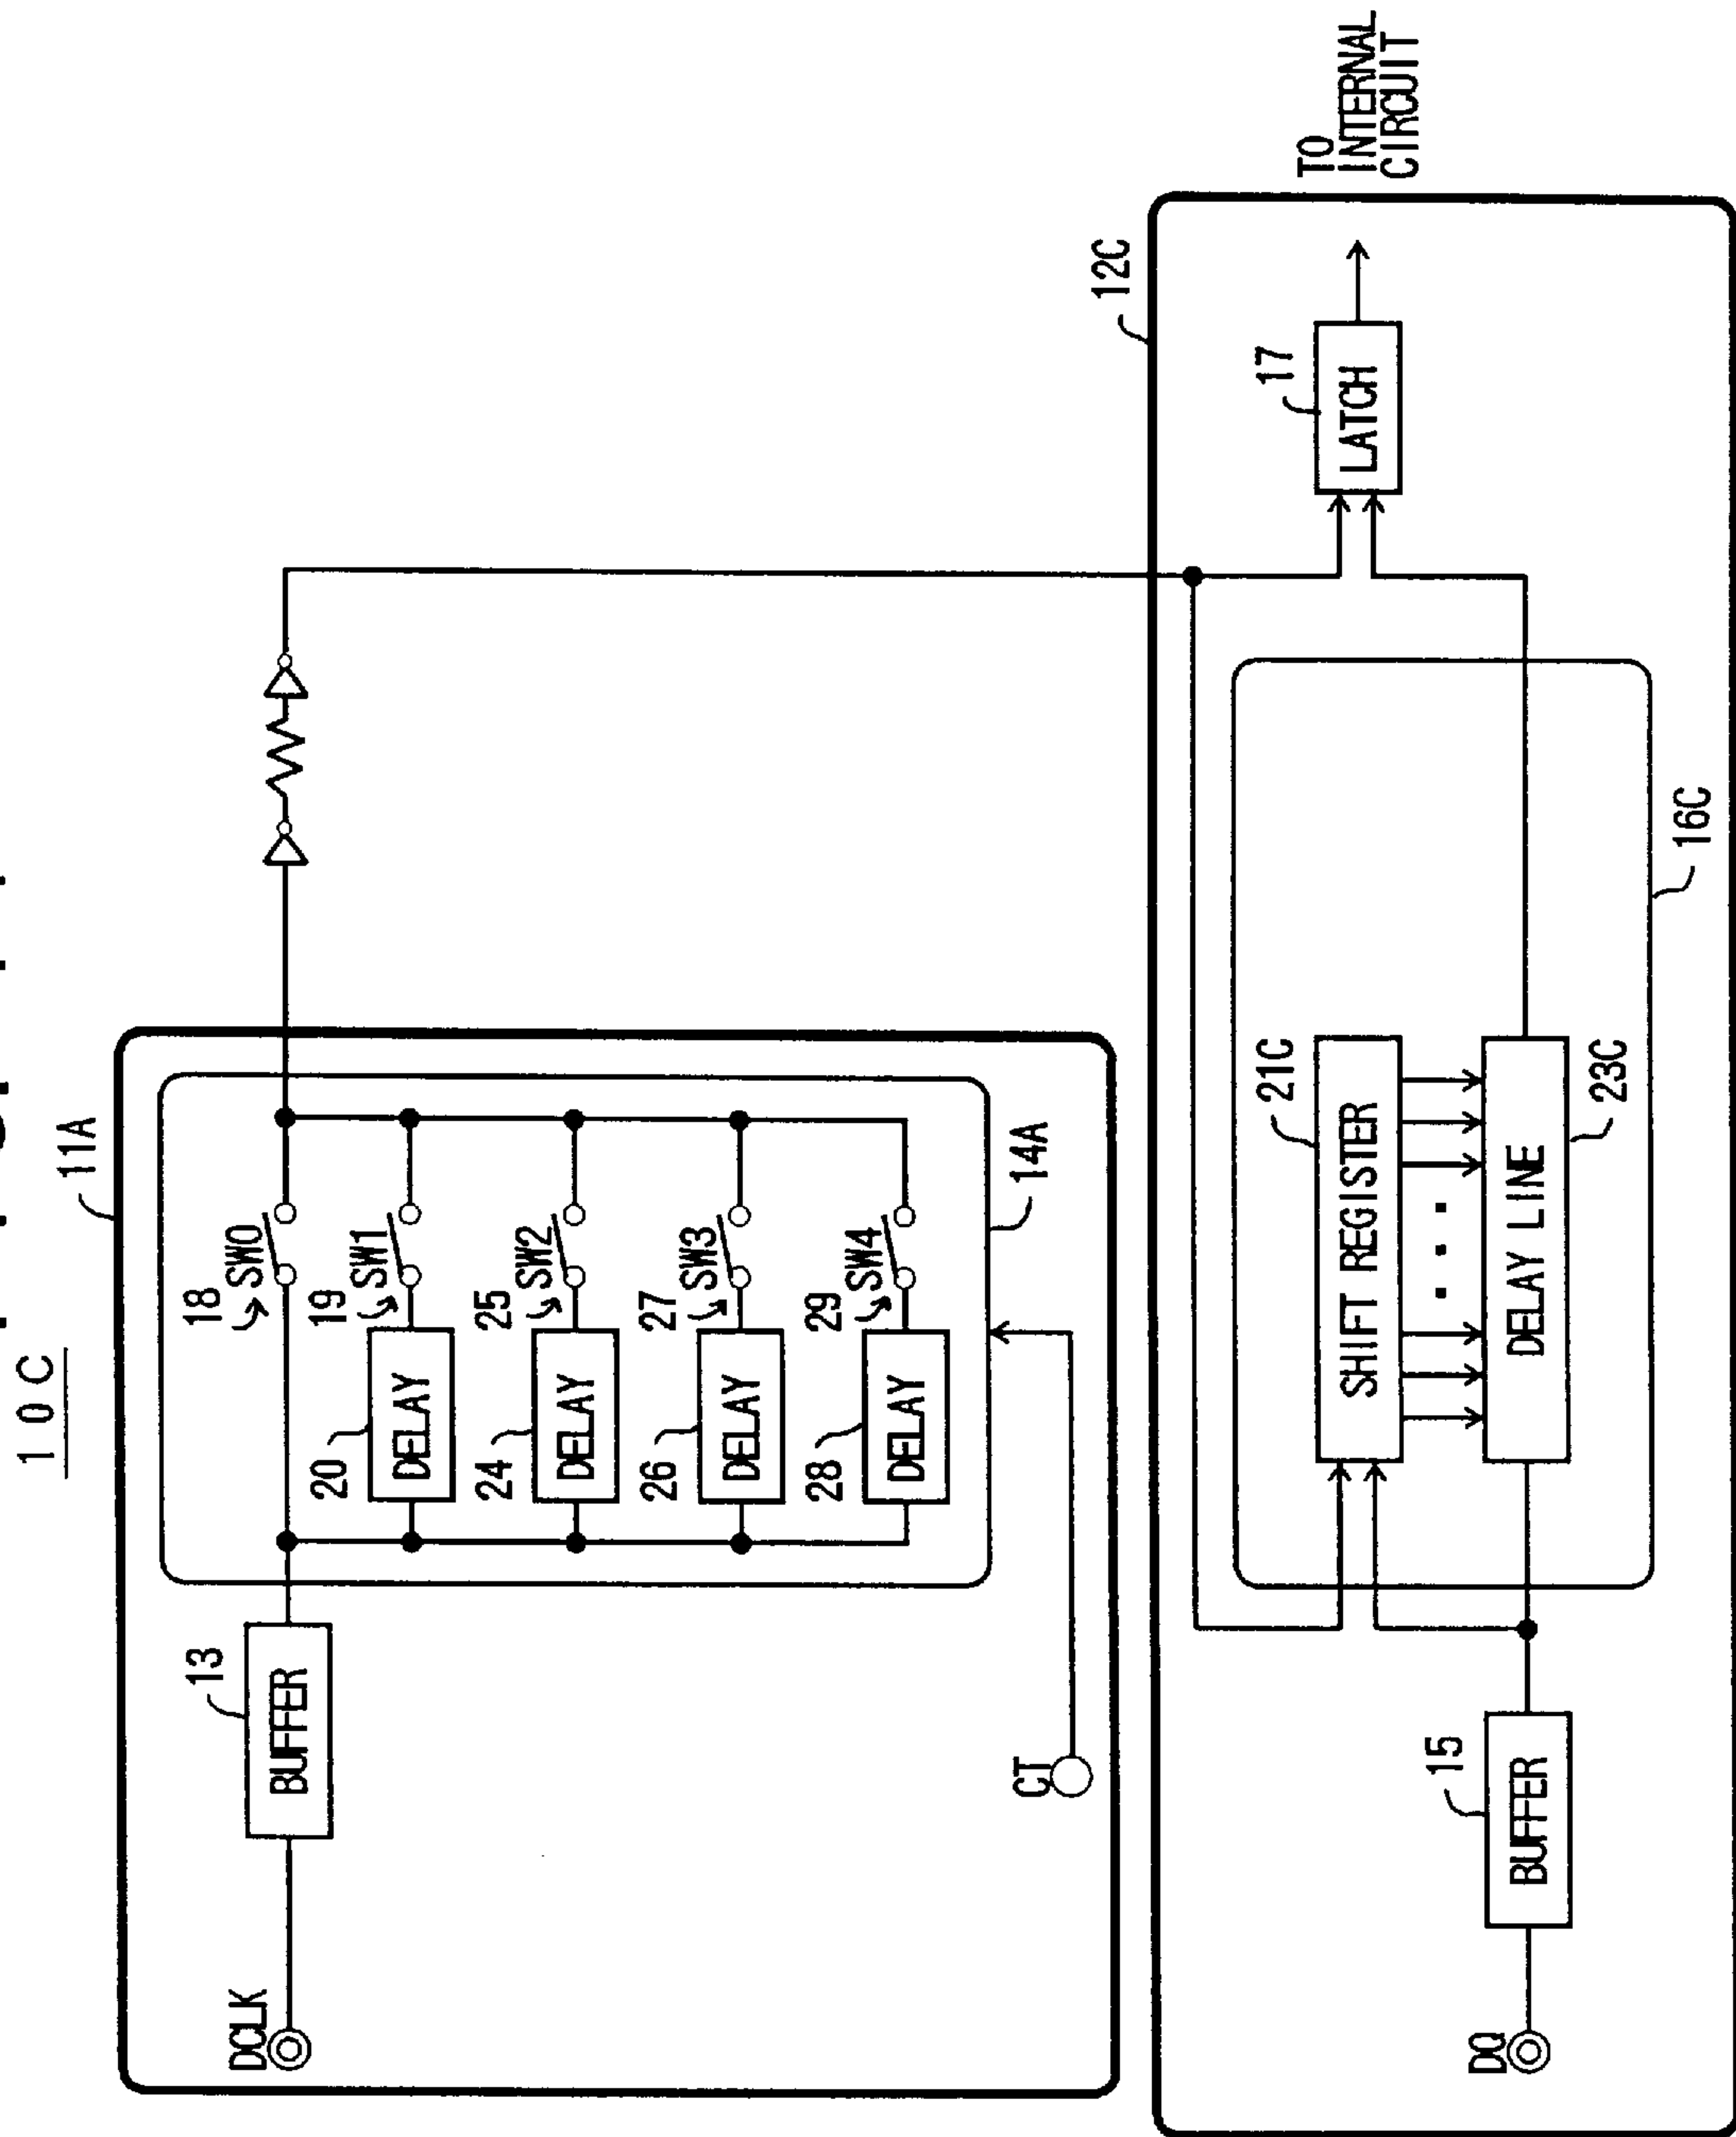 10C
11A
DCLK
13
BUFFER
18
SW0
19
SW1
20
DELAY
25
SW2
24
DELAY
27
SW3
26
DELAY
29
SW4
28
DELAY
14A
CT
12C
TO
INTERNAL
CIRCUIT
17
LATCH
21C
SHIFT REGISTER
DELAY LINE
23C
16C
15
BUFFER
DQ